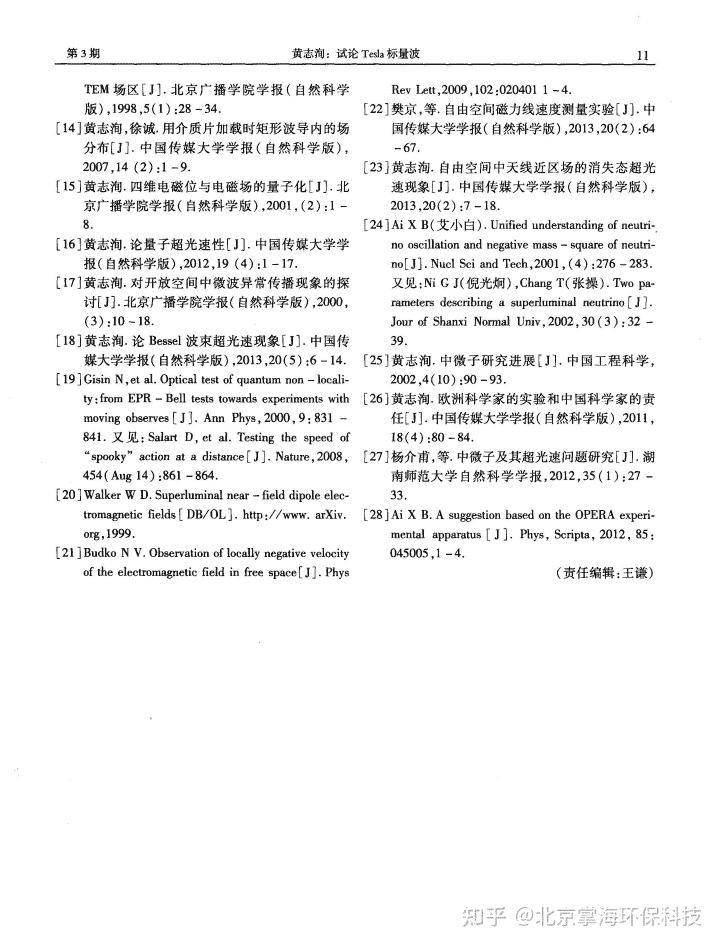 第 3 期
黄志洵：试论 Tesla 标量波
11
TEM 场区[J]. 北京广播学院学报(自然科学
版),1998,5(1):28-34.
[14]黄志洵,徐诚.用介质片加载时矩形波导内的场
分布[J]. 中国传媒大学学报(自然科学版),
2007,14 (2):1-9.
[15]黄志洵. 四维电磁位与电磁场的量子化[J]. 北
京广播学院学报(自然科学版),2001,(2):1-
8.
[16]黄志洵. 论量子超光速性[J]. 中国传媒大学学
报(自然科学版),2012,19 (4):1-17.
[17]黄志洵. 对开放空间中微波异常传播现象的探
讨[J]. 北京广播学院学报(自然科学版),2000,
(3):10-18.
[18]黄志洵. 论 Bessel 波束超光速现象[J]. 中国传
媒大学学报(自然科学版),2013,20(5):6-14.
[19]Gisin N,et al. Optical test of quantum non-locali-
ty:from EPR-Bell tests towards experiments with
moving observes[J]. Ann Phys,2000,9:831-
841. 又见:Salart D,et al. Testing the speed of
“spooky” action at a distance[J]. Nature,2008,
454(Aug 14):861-864.
[20]Walker W D. Superluminal near-field dipole elec-
tromagnetic fields[DB/OL]. http://www. arXiv.
org,1999.
[21]Budko N V. Observation of locally negative velocity
of the electromagnetic field in free space[J]. Phys
Rev Lett,2009,102:020401 1-4.
[22]樊京,等. 自由空间磁力线速度测量实验[J]. 中
国传媒大学学报(自然科学版),2013,20(2):64
-67.
[23]黄志洵. 自由空间中天线近区场的消失态超光
速现象[J]. 中国传媒大学学报(自然科学版),
2013,20(2):7-18.
[24]Ai X B(艾小白). Unified understanding of neutri-
no oscillation and negative mass-square of neutri-
no[J]. Nucl Sci and Tech,2001,(4):276-283.
又见:Ni G J(倪光炯),Chang T(张操). Two pa-
rameters describing a superluminal neutrino[J].
Jour of Shanxi Normal Univ,2002,30(3):32-
39.
[25]黄志洵. 中微子研究进展[J]. 中国工程科学,
2002,4(10):90-93.
[26]黄志洵. 欧洲科学家的实验和中国科学家的责
任[J]. 中国传媒大学学报(自然科学版),2011,
18(4):80-84.
[27]杨介甫,等. 中微子及其超光速问题研究[J]. 湖
南师范大学自然科学学报,2012,35(1):27-
33.
[28]Ai X B. A suggestion based on the OPERA experi-
mental apparatus [J]. Phys, Scripta, 2012, 85:
045005,1-4.
(责任编辑:王谦)
知乎 @北京掌海环保科技